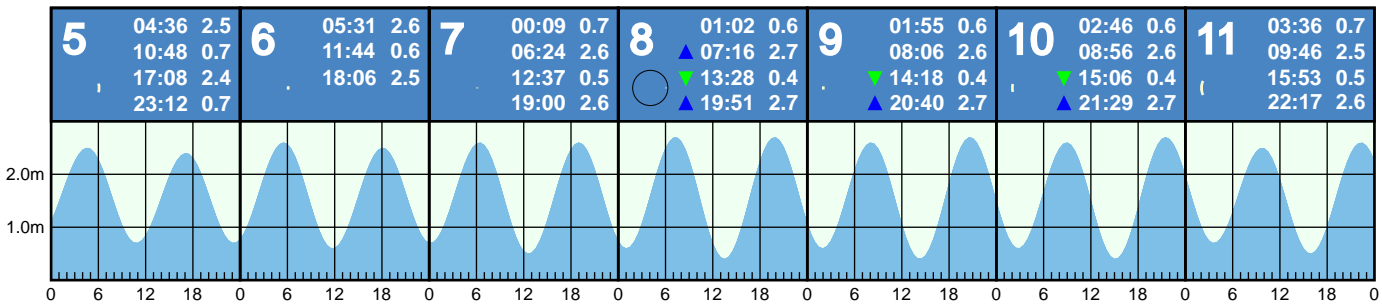 5
04:36 2.5
10:48 0.7
17:08 2.4
23:12 0.7
6
05:31 2.6
11:44 0.6
18:06 2.5
7
00:09 0.7
06:24 2.6
12:37 0.5
19:00 2.6
8
01:02 0.6
▲ 07:16 2.7
▼ 13:28 0.4
▲ 19:51 2.7
9
01:55 0.6
08:06 2.6
▼ 14:18 0.4
▲ 20:40 2.7
10
02:46 0.6
08:56 2.6
▼ 15:06 0.4
▲ 21:29 2.7
11
03:36 0.7
09:46 2.5
15:53 0.5
22:17 2.6
2.0m
1.0m
0 6 12 18 0 6 12 18 0 6 12 18 0 6 12 18 0 6 12 18 0 6 12 18 0 6 12 18 0